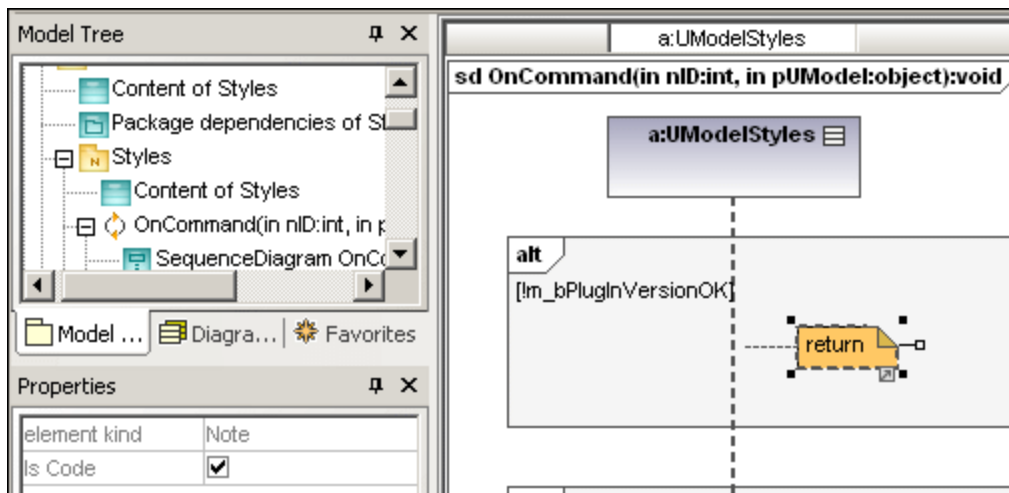 Model Tree
Content of Styles
Package dependencies of St
N Styles
Content of Styles
OnCommand(in nID:int, in p
SequenceDiagram OnCo
Model ...
Diagra...
Favorites
Properties
element kind Note
Is Code
a:UModelStyles
sd OnCommand(in nID:int, in pUModel:object):void
a:UModelStyles
alt
[!m_bPlugInVersionOK]
return